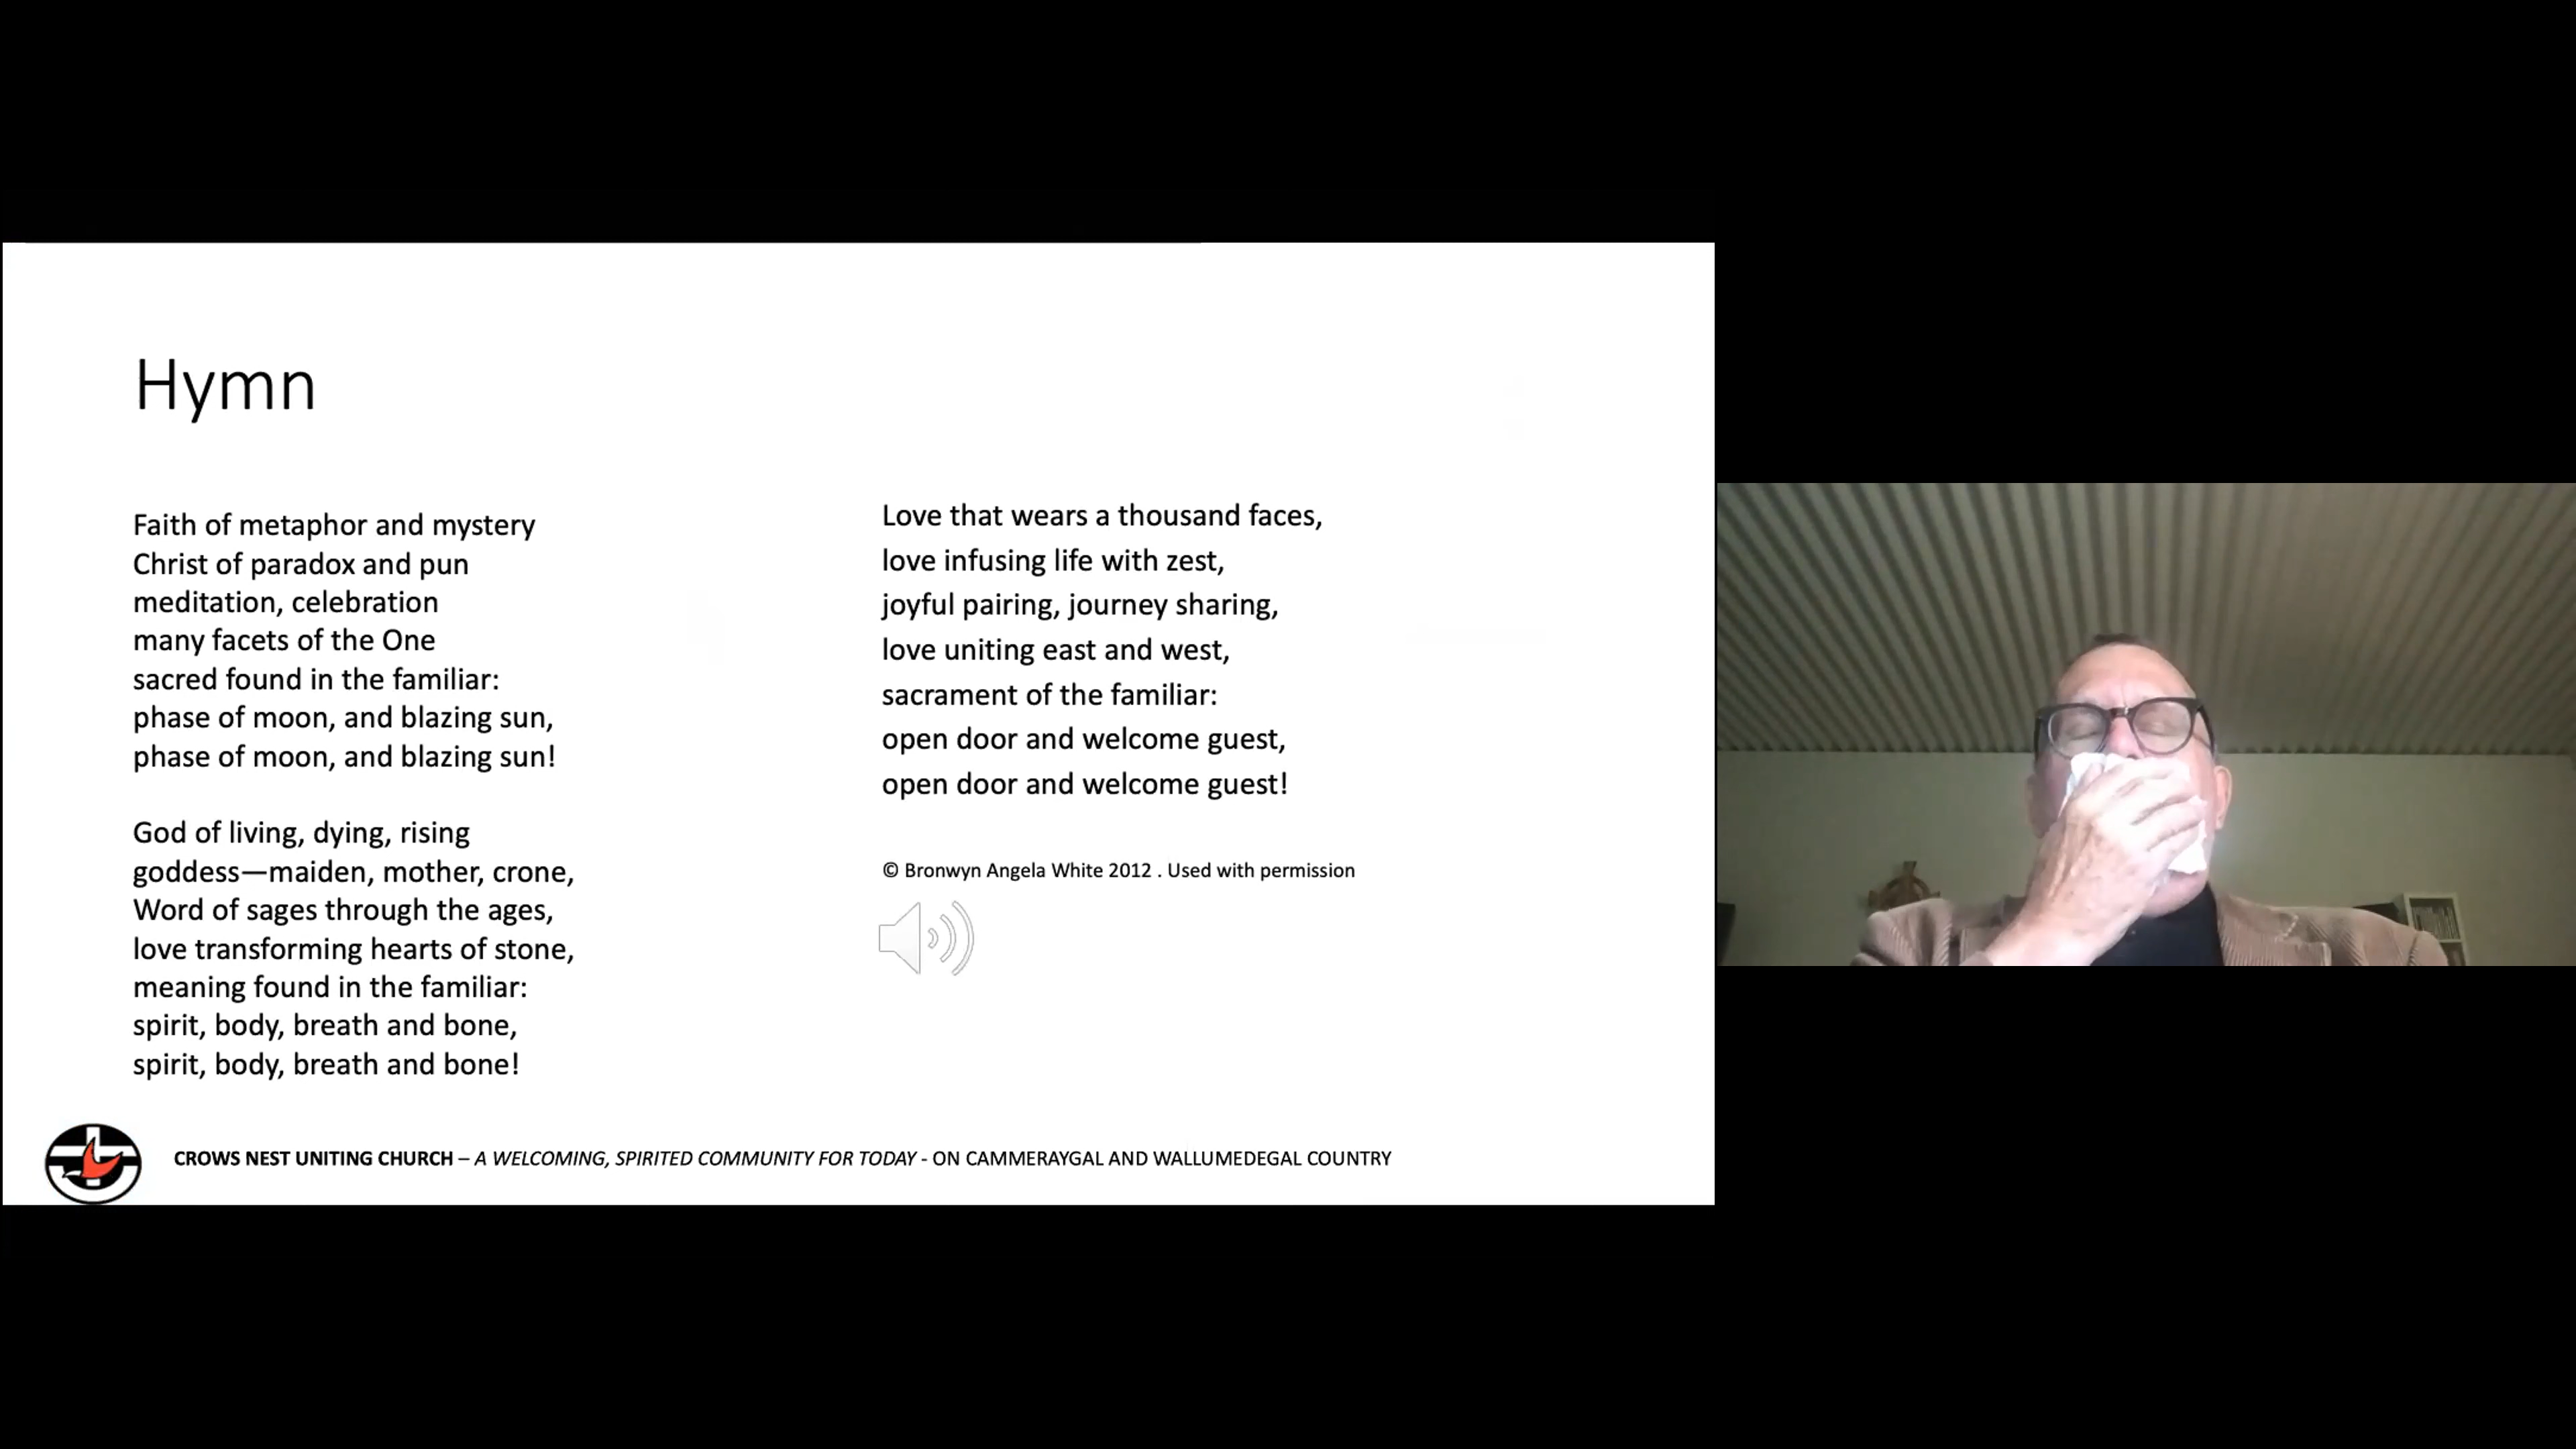 Hymn
Faith of metaphor and mystery
Christ of paradox and pun
meditation, celebration
many facets of the One
sacred found in the familiar:
phase of moon, and blazing sun,
phase of moon, and blazing sun!
God of living, dying, rising
goddess—maiden, mother, crone,
Word of sages through the ages,
love transforming hearts of stone,
meaning found in the familiar:
spirit, body, breath and bone,
spirit, body, breath and bone!
Love that wears a thousand faces,
love infusing life with zest,
joyful pairing, journey sharing,
love uniting east and west,
sacrament of the familiar:
open door and welcome guest,
open door and welcome guest!
© Bronwyn Angela White 2012 . Used with permission
CROWS NEST UNITING CHURCH – A WELCOMING, SPIRITED COMMUNITY FOR TODAY - ON CAMMERAYGAL AND WALLUMEDEGAL COUNTRY